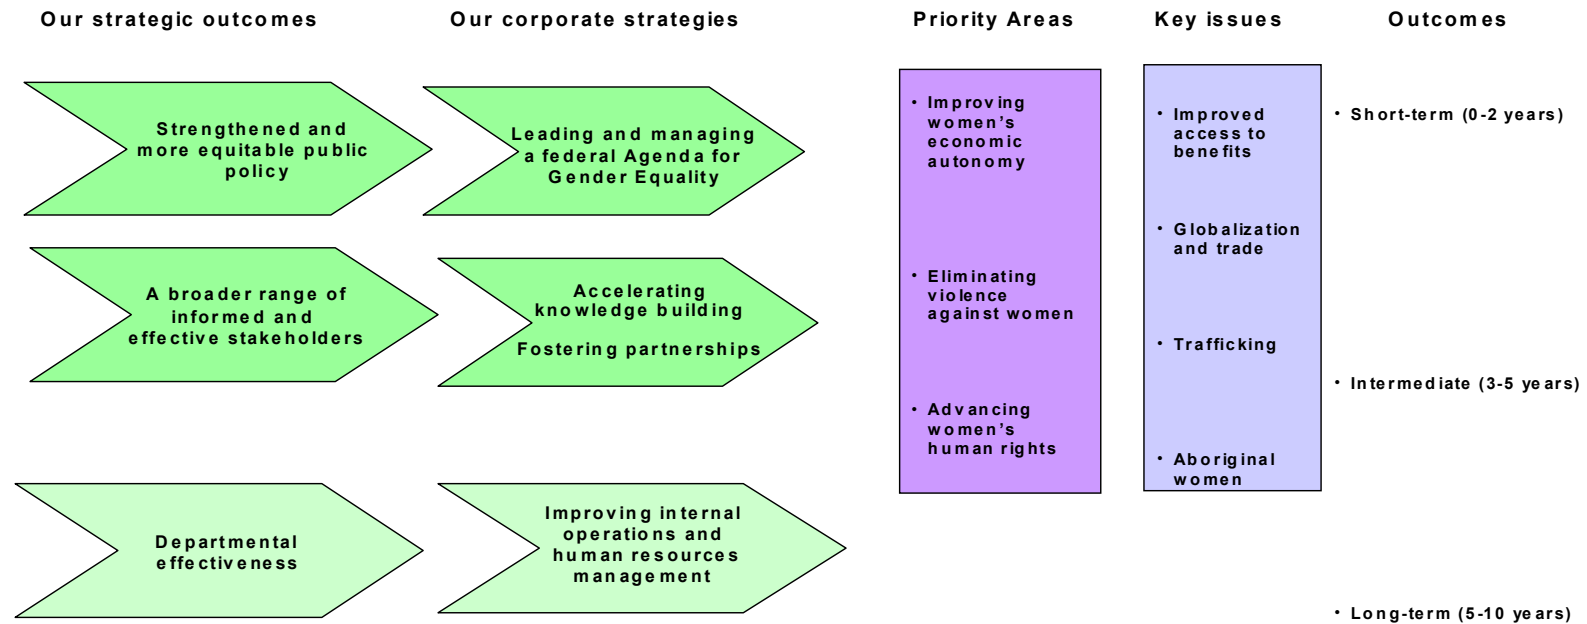 Our strategic outcomes
Our corporate strategies
Priority Areas
Key issues
Outcomes
Strengthened and
more equitable public
policy
Leading and managing
a federal Agenda for
Gender Equality
A broader range of
informed and
effective stakeholders
Accelerating
knowledge building
Fostering partnerships
Departmental
effectiveness
Improving internal
operations and
human resources
management
• Improving
women’s
economic
autonomy
• Eliminating
violence
against women
• Advancing
women’s
human rights
• Improved
access to
benefits
• Globalization
and trade
• Trafficking
• Aboriginal
women
• Short-term (0-2 years)
• Intermediate (3-5 years)
• Long-term (5-10 years)